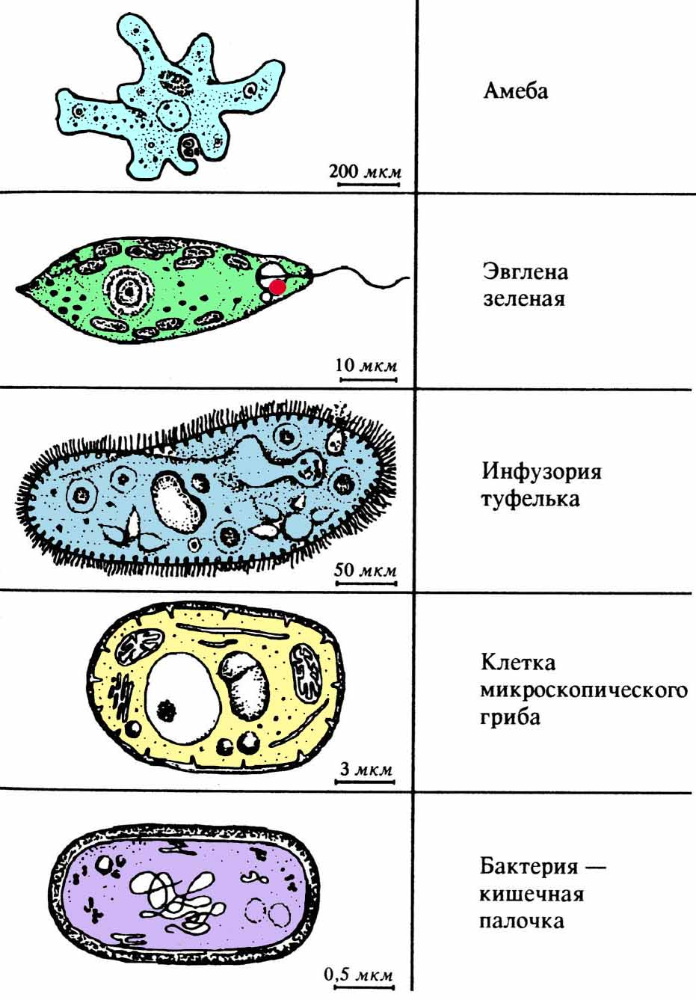 Амеба
200 мкм
Эвглена
зеленая
10 мкм
Инфузория
туфелька
50 мкм
Клетка
микроскопического
гриба
3 мкм
Бактерия —
кишечная
палочка
0,5 мкм